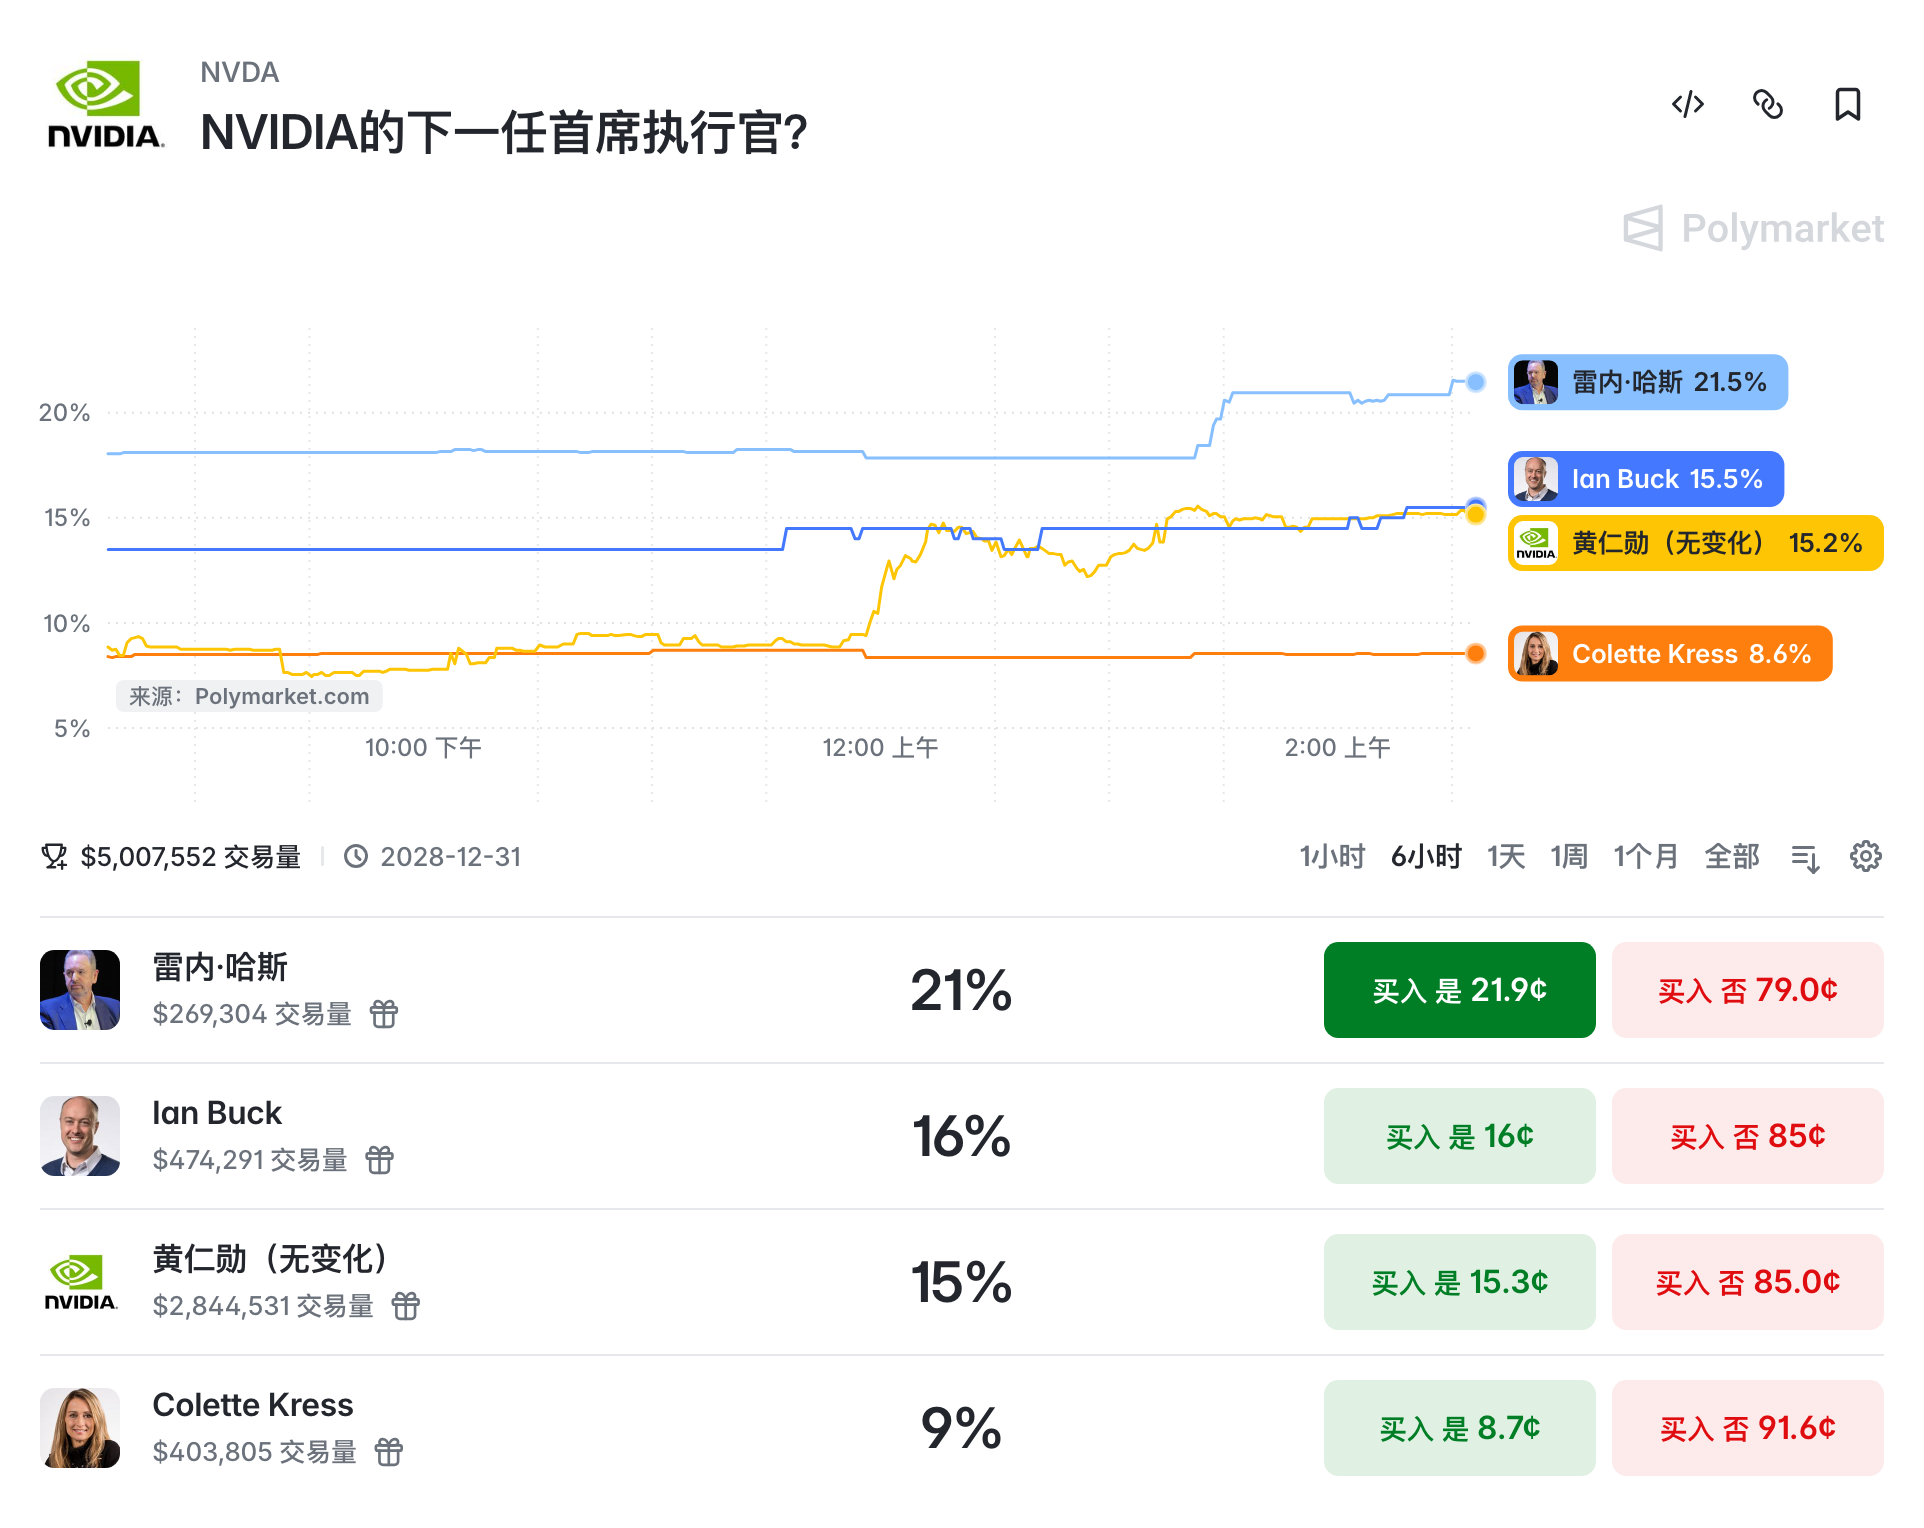 NVIDIA
NVDA
NVIDIA的下一任首席执行官?
Polymarket
20%
15%
10%
5%
雷内·哈斯 21.5%
Ian Buck 15.5%
NVIDIA
黄仁勋（无变化） 15.2%
Colette Kress 8.6%
来源：Polymarket.com
10:00 下午
12:00 上午
2:00 上午
$5,007,552 交易量
2028-12-31
1小时 6小时 1天 1周 1个月 全部
雷内·哈斯
$269,304 交易量
21%
买入 是 21.9¢
买入 否 79.0¢
Ian Buck
$474,291 交易量
16%
买入 是 16¢
买入 否 85¢
NVIDIA
黄仁勋（无变化）
$2,844,531 交易量
15%
买入 是 15.3¢
买入 否 85.0¢
Colette Kress
$403,805 交易量
9%
买入 是 8.7¢
买入 否 91.6¢